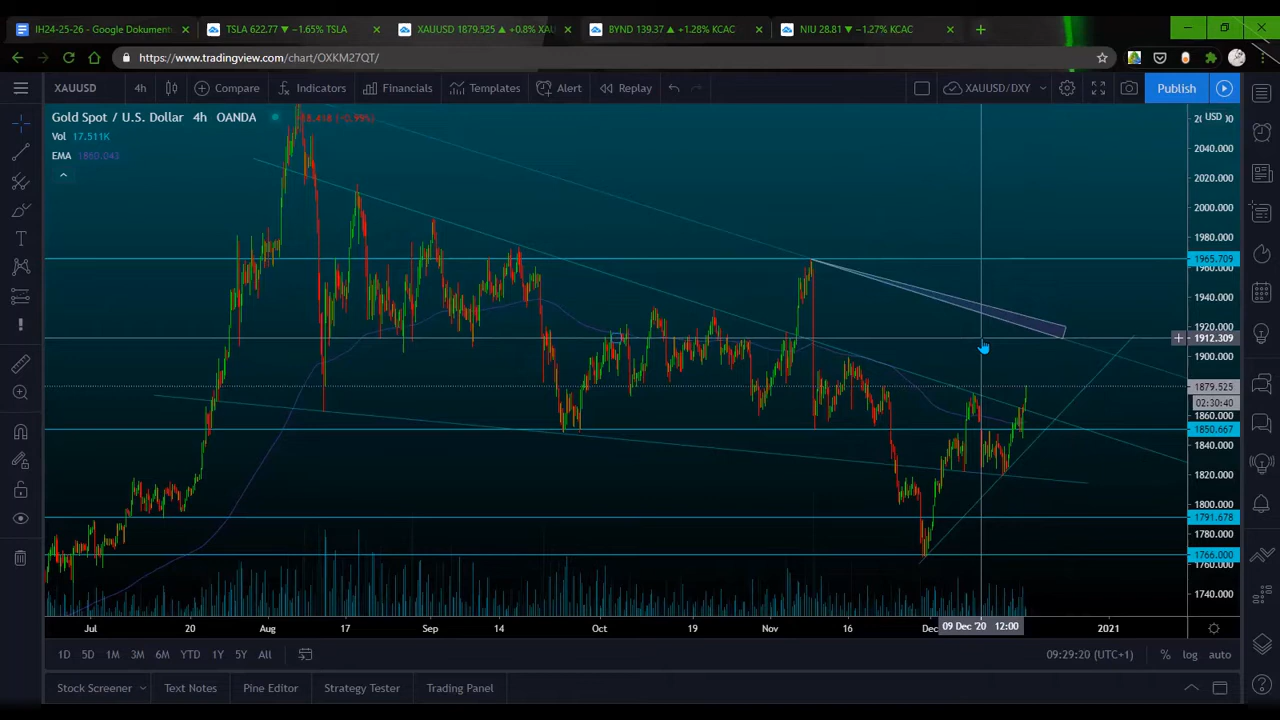 IH24-25-26 - Google Dokument
TSLA 622.77 ▼ −1.65% TSLA
XAUUSD 1879.525 ▲ +0.8% XAU
BYND 139.37 ▲ +1.28% KCAC
NIU 28.81 ▼ −1.27% KCAC
https://www.tradingview.com/chart/OXKM27QT/
XAUUSD 4h Compare Indicators Financials Templates Alert Replay XAUUSD/DXY Publish
Gold Spot / U.S. Dollar 4h OANDA 68.418 (−0.99%)
Vol 17.511K
EMA 1860.043
USD
2040.000
2020.000
2000.000
1980.000
1965.709
1960.000
1940.000
1920.000
1912.309
1900.000
1879.525
02:30:40
1860.000
1850.667
1840.000
1820.000
1800.000
1791.678
1780.000
1766.000
1760.000
1740.000
Jul 20 Aug 17 Sep 14 Oct 19 Nov 16 Dec 09 Dec '20 12:00 2021
1D 5D 1M 3M 6M YTD 1Y 5Y All 09:29:20 (UTC+1) % log auto
Stock Screener Text Notes Pine Editor Strategy Tester Trading Panel